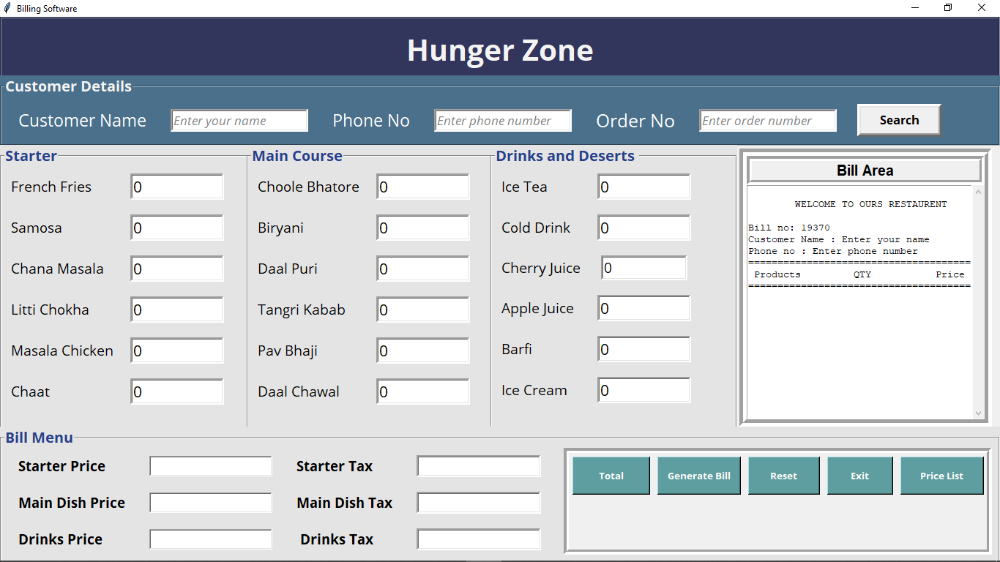 Billing Software
Hunger Zone
Customer Details
Customer Name Enter your name Phone No Enter phone number Order No Enter order number Search
Starter
French Fries 0
Samosa 0
Chana Masala 0
Litti Chokha 0
Masala Chicken 0
Chaat 0
Main Course
Choole Bhatore 0
Biryani 0
Daal Puri 0
Tangri Kabab 0
Pav Bhaji 0
Daal Chawal 0
Drinks and Deserts
Ice Tea 0
Cold Drink 0
Cherry Juice 0
Apple Juice 0
Barfi 0
Ice Cream 0
Bill Area
WELCOME TO OURS RESTAURENT
Bill no: 19370
Customer Name : Enter your name
Phone no : Enter phone number
======================================
Products QTY Price
======================================
Bill Menu
Starter Price Starter Tax
Main Dish Price Main Dish Tax
Drinks Price Drinks Tax
Total Generate Bill Reset Exit Price List